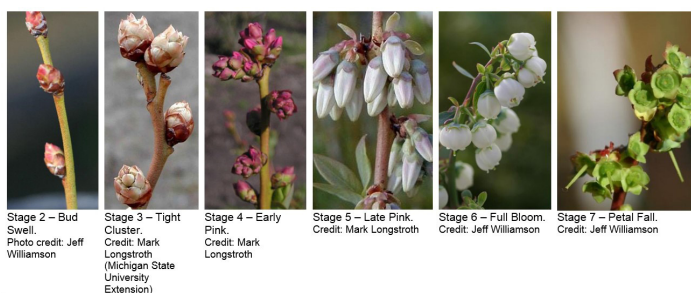 Stage 2 – Bud
Swell.
Photo credit: Jeff
Williamson
Stage 3 – Tight
Cluster.
Credit: Mark
Longstroth
(Michigan State
University
Extension)
Stage 4 – Early
Pink.
Credit: Mark
Longstroth
Stage 5 – Late Pink.
Credit: Mark Longstroth
Stage 6 – Full Bloom.
Credit: Jeff Williamson
Stage 7 – Petal Fall.
Credit: Jeff Williamson